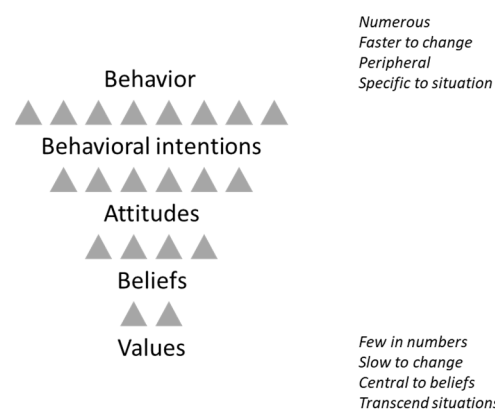 Numerous
Faster to change
Peripheral
Specific to situation
Behavior
Behavioral intentions
Attitudes
Beliefs
Values
Few in numbers
Slow to change
Central to beliefs
Transcend situations